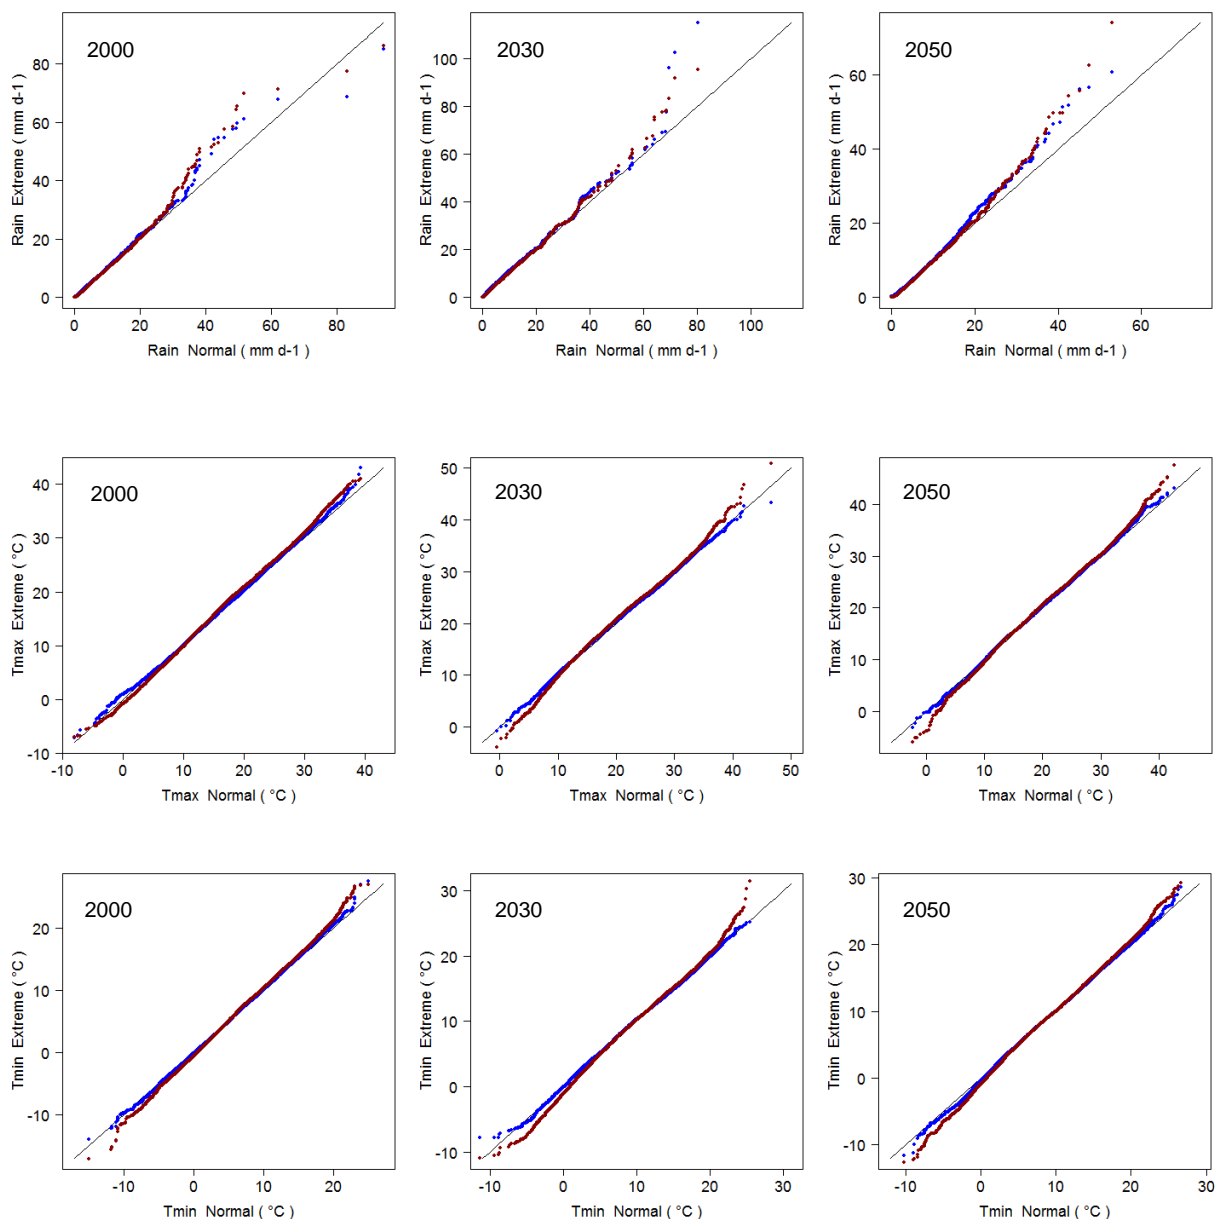 2000
80
60
40
20
0
0 20 40 60 80
Rain Extreme ( mm d-1 )
Rain Normal ( mm d-1 )
2030
100
80
60
40
20
0
0 20 40 60 80 100
Rain Extreme ( mm d-1 )
Rain Normal ( mm d-1 )
2050
60
40
20
0
0 20 40 60
Rain Extreme ( mm d-1 )
Rain Normal ( mm d-1 )
2000
40
30
20
10
0
-10
-10 0 10 20 30 40
Tmax Extreme ( °C )
Tmax Normal ( °C )
2030
50
40
30
20
10
0
0 10 20 30 40 50
Tmax Extreme ( °C )
Tmax Normal ( °C )
2050
40
30
20
10
0
0 10 20 30 40
Tmax Extreme ( °C )
Tmax Normal ( °C )
2000
20
10
0
-10
-10 0 10 20
Tmin Extreme ( °C )
Tmin Normal ( °C )
2030
30
20
10
0
-10
-10 0 10 20 30
Tmin Extreme ( °C )
Tmin Normal ( °C )
2050
30
20
10
0
-10
-10 0 10 20 30
Tmin Extreme ( °C )
Tmin Normal ( °C )